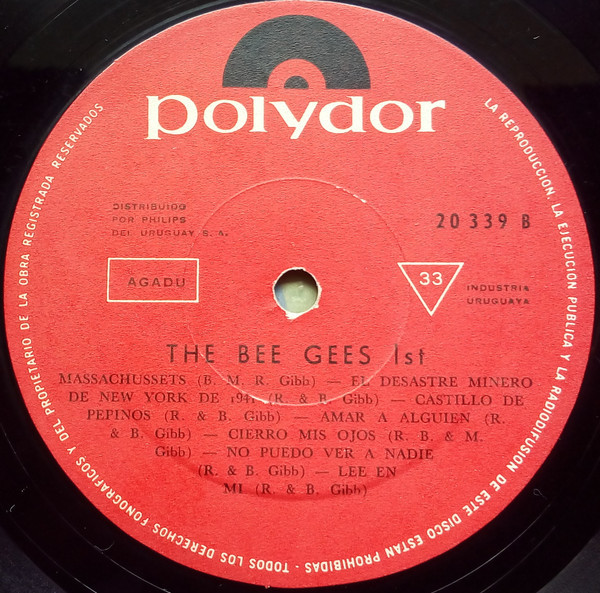 polydor
DISTRIBUIDO
POR PHILIPS
DEL URUGUAY S. A.
20 339 B
AGADU
33
INDUSTRIA
URUGUAYA
THE BEE GEES 1st
MASSACHUSSETS (B. M. R. Gibb) — EL DESASTRE MINERO
DE NEW YORK DE 1941 (R. & B. Gibb) — CASTILLO DE
PEPINOS (R. & B. Gibb) — AMAR A ALGUIEN (R.
& B. Gibb) — CIERRO MIS OJOS (R. B. & M.
Gibb) — NO PUEDO VER A NADIE
(R. & B. Gibb) — LEE EN
MI (R. & B. Gibb)
LA REPRODUCCION, LA EJECUCION PUBLICA Y LA RADIODIFUSION DE ESTE DISCO ESTAN PROHIBIDAS - TODOS LOS DERECHOS FONOGRAFICOS Y DEL PROPIETARIO DE LA OBRA REGISTRADA RESERVADOS